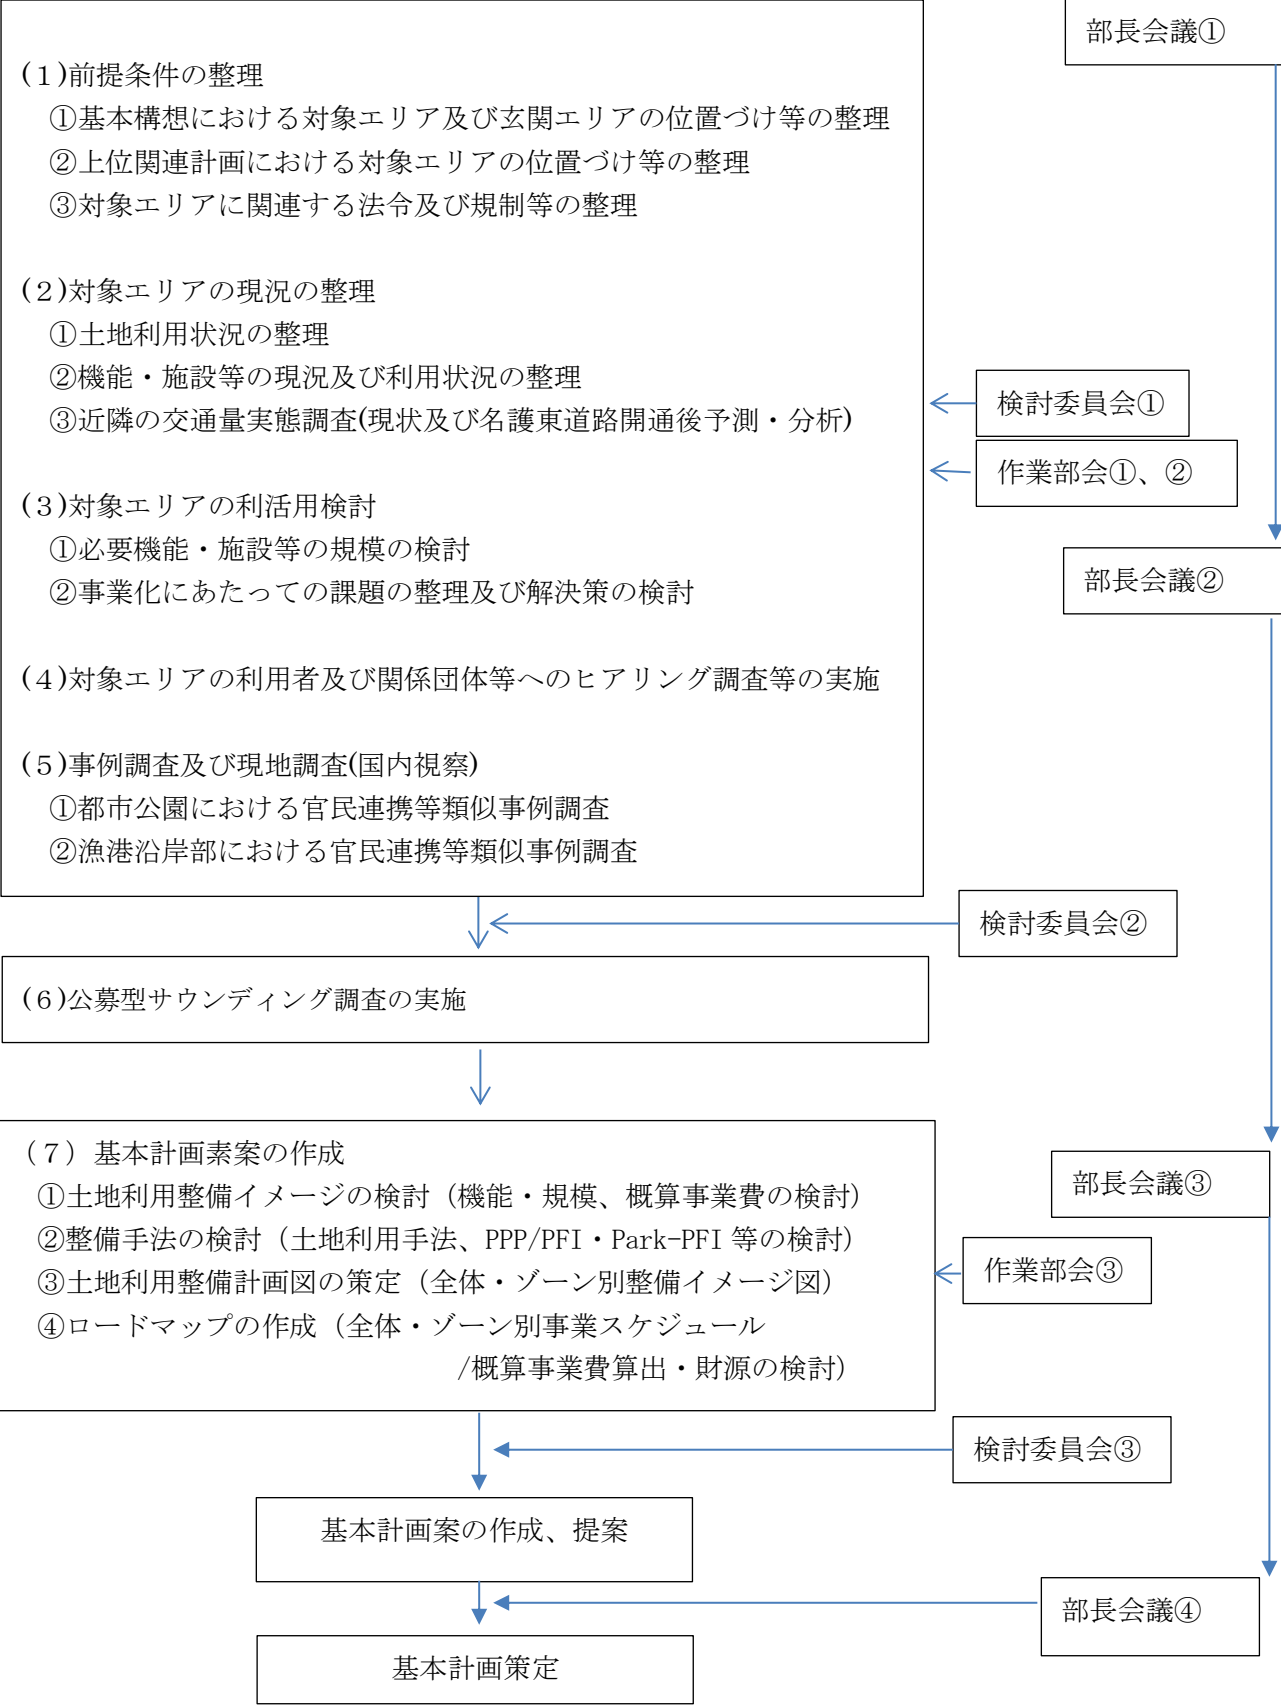 部長会議①
(１)前提条件の整理
①基本構想における対象エリア及び玄関エリアの位置づけ等の整理
②上位関連計画における対象エリアの位置づけ等の整理
③対象エリアに関連する法令及び規制等の整理
(２)対象エリアの現況の整理
①土地利用状況の整理
②機能・施設等の現況及び利用状況の整理
③近隣の交通量実態調査(現状及び名護東道路開通後予測・分析)
検討委員会①
作業部会①、②
(３)対象エリアの利活用検討
①必要機能・施設等の規模の検討
②事業化にあたっての課題の整理及び解決策の検討
部長会議②
(４)対象エリアの利用者及び関係団体等へのヒアリング調査等の実施
(５)事例調査及び現地調査(国内視察)
①都市公園における官民連携等類似事例調査
②漁港沿岸部における官民連携等類似事例調査
検討委員会②
(６)公募型サウンディング調査の実施
（７）基本計画素案の作成
①土地利用整備イメージの検討（機能・規模、概算事業費の検討）
②整備手法の検討（土地利用手法、PPP/PFI・Park-PFI 等の検討）
③土地利用整備計画図の策定（全体・ゾーン別整備イメージ図）
④ロードマップの作成（全体・ゾーン別事業スケジュール
/概算事業費算出・財源の検討）
部長会議③
作業部会③
検討委員会③
基本計画案の作成、提案
部長会議④
基本計画策定